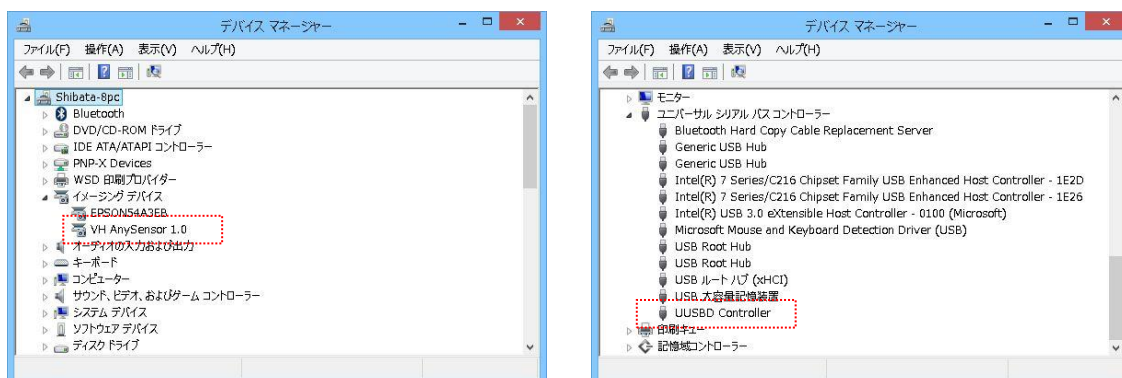 デバイス マネージャー
ファイル(F) 操作(A) 表示(V) ヘルプ(H)
Shibata-8pc
Bluetooth
DVD/CD-ROM ドライブ
IDE ATA/ATAPI コントローラー
PNP-X Devices
WSD 印刷プロバイダー
イメージング デバイス
EPSON54A3EB
VH AnySensor 1.0
オーディオの入力および出力
キーボード
コンピューター
サウンド、ビデオ、およびゲーム コントローラー
システム デバイス
ソフトウェア デバイス
ディスク ドライブ
デバイス マネージャー
ファイル(F) 操作(A) 表示(V) ヘルプ(H)
モニター
ユニバーサル シリアル バス コントローラー
Bluetooth Hard Copy Cable Replacement Server
Generic USB Hub
Generic USB Hub
Intel(R) 7 Series/C216 Chipset Family USB Enhanced Host Controller - 1E2D
Intel(R) 7 Series/C216 Chipset Family USB Enhanced Host Controller - 1E26
Intel(R) USB 3.0 eXtensible Host Controller - 0100 (Microsoft)
Microsoft Mouse and Keyboard Detection Driver (USB)
USB Root Hub
USB Root Hub
USB ルート ハブ (xHCI)
USB 大容量記憶装置
UUSBD Controller
印刷キュー
記憶域コントローラー